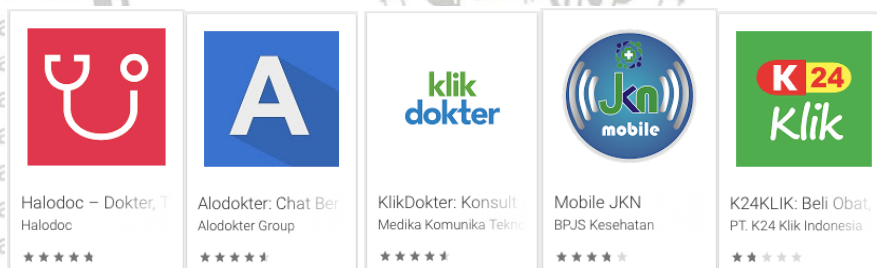 A
klik
dokter
Jkn
mobile
K 24
Klik
Halodoc – Dokter, T
Halodoc
Alodokter: Chat Ber
Alodokter Group
KlikDokter: Konsult
Medika Komunika Tekno
Mobile JKN
BPJS Kesehatan
K24KLIK: Beli Obat,
PT. K24 Klik Indonesia